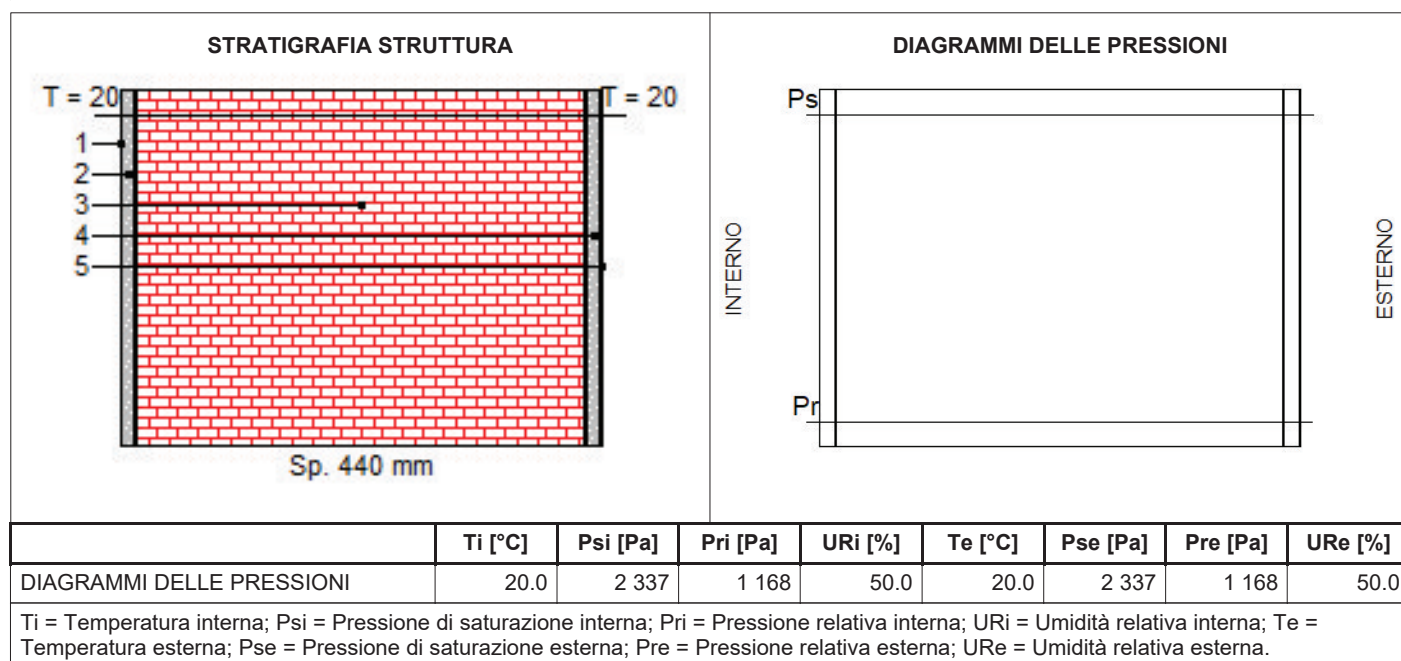 STRATIGRAFIA STRUTTURA
T = 20
T = 20
1
2
3
4
5
Sp. 440 mm
DIAGRAMMI DELLE PRESSIONI
Ps
Pr
INTERNO
ESTERNO
Ti [°C] Psi [Pa] Pri [Pa] URi [%] Te [°C] Pse [Pa] Pre [Pa] URe [%]
DIAGRAMMI DELLE PRESSIONI 20.0 2 337 1 168 50.0 20.0 2 337 1 168 50.0
Ti = Temperatura interna; Psi = Pressione di saturazione interna; Pri = Pressione relativa interna; URi = Umidità relativa interna; Te =
Temperatura esterna; Pse = Pressione di saturazione esterna; Pre = Pressione relativa esterna; URe = Umidità relativa esterna.